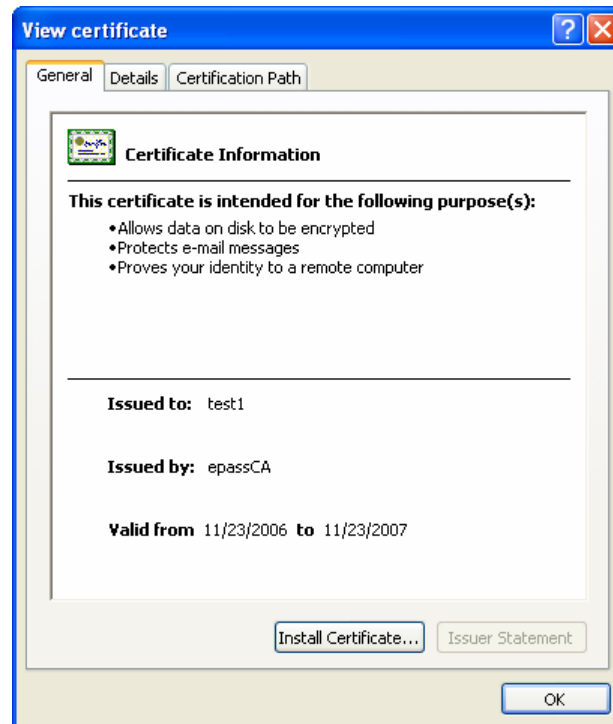 View certificate
General Details Certification Path
Certificate Information
This certificate is intended for the following purpose(s):
•Allows data on disk to be encrypted
•Protects e-mail messages
•Proves your identity to a remote computer
Issued to: test1
Issued by: epassCA
Valid from 11/23/2006 to 11/23/2007
Install Certificate... Issuer Statement
OK